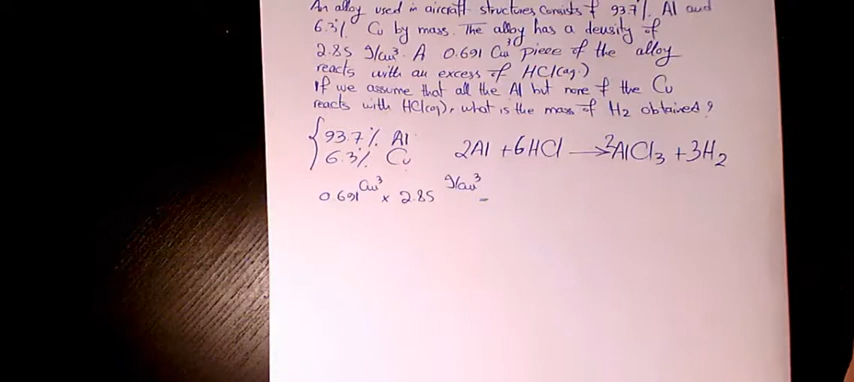 An alloy used in aircraft structures consists of 93.7% Al and
6.3% Cu by mass. The alloy has a density of
2.85 g/cm³. A 0.691 cm³ piece of the alloy
reacts with an excess of HCl(aq.)
If we assume that all the Al but none of the Cu
reacts with HCl(aq), what is the mass of H2 obtained?
{ 93.7% Al
6.3% Cu
2Al + 6HCl → 2AlCl3 + 3H2
0.691 cm³ x 2.85 g/cm³ =